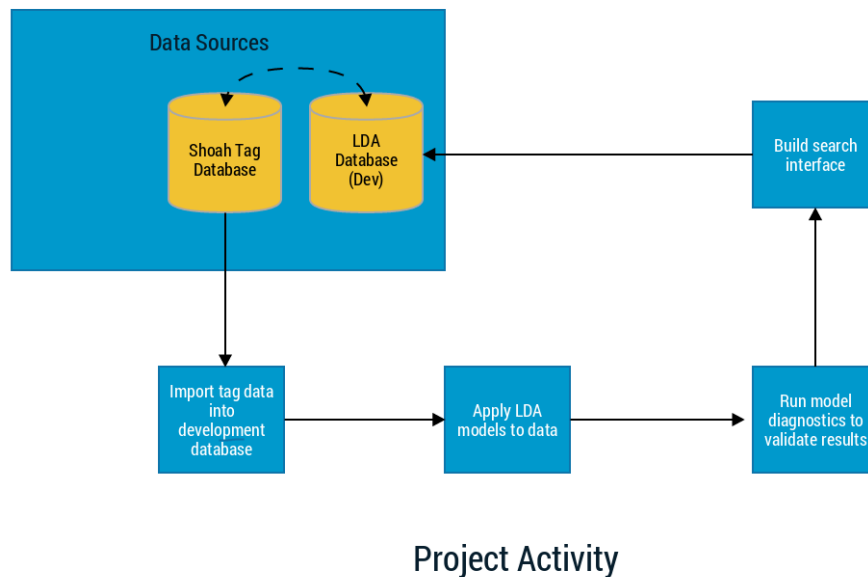 Data Sources
Shoah Tag
Database
LDA
Database
(Dev)
Build search
interface
Import tag data
into
development
database
Apply LDA
models to data
Run model
diagnostics to
validate results
Project Activity